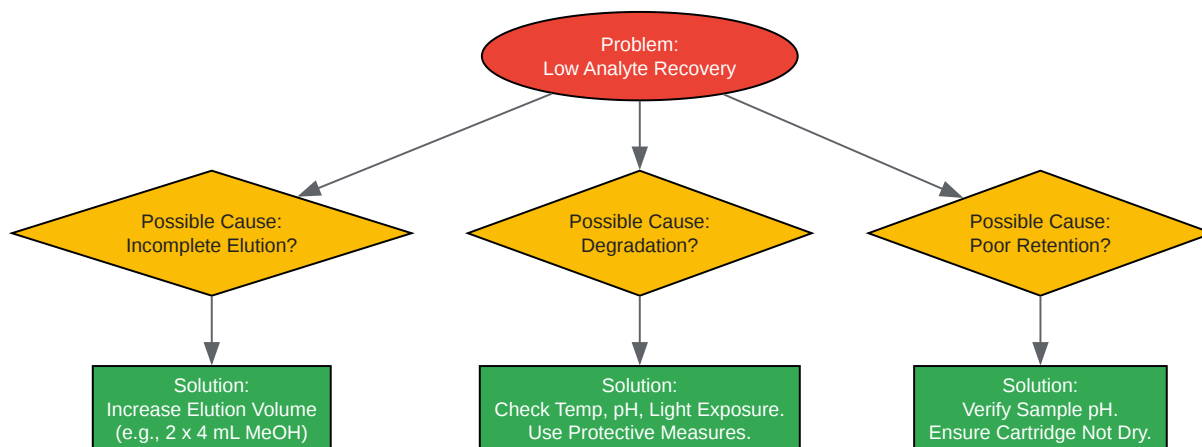 Problem:
Low Analyte Recovery
Possible Cause:
Incomplete Elution?
Possible Cause:
Degradation?
Possible Cause:
Poor Retention?
Solution:
Increase Elution Volume
(e.g., 2 x 4 mL MeOH)
Solution:
Check Temp, pH, Light Exposure.
Use Protective Measures.
Solution:
Verify Sample pH.
Ensure Cartridge Not Dry.